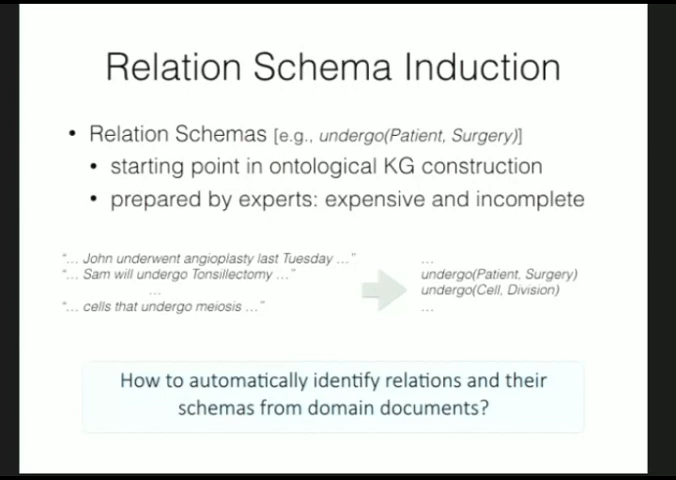 Relation Schema Induction
• Relation Schemas [e.g., undergo(Patient, Surgery)]
• starting point in ontological KG construction
• prepared by experts: expensive and incomplete
“... John underwent angioplasty last Tuesday ...”
“... Sam will undergo Tonsillectomy ...”
...
“... cells that undergo meiosis ...”
...
undergo(Patient, Surgery)
undergo(Cell, Division)
...
How to automatically identify relations and their
schemas from domain documents?